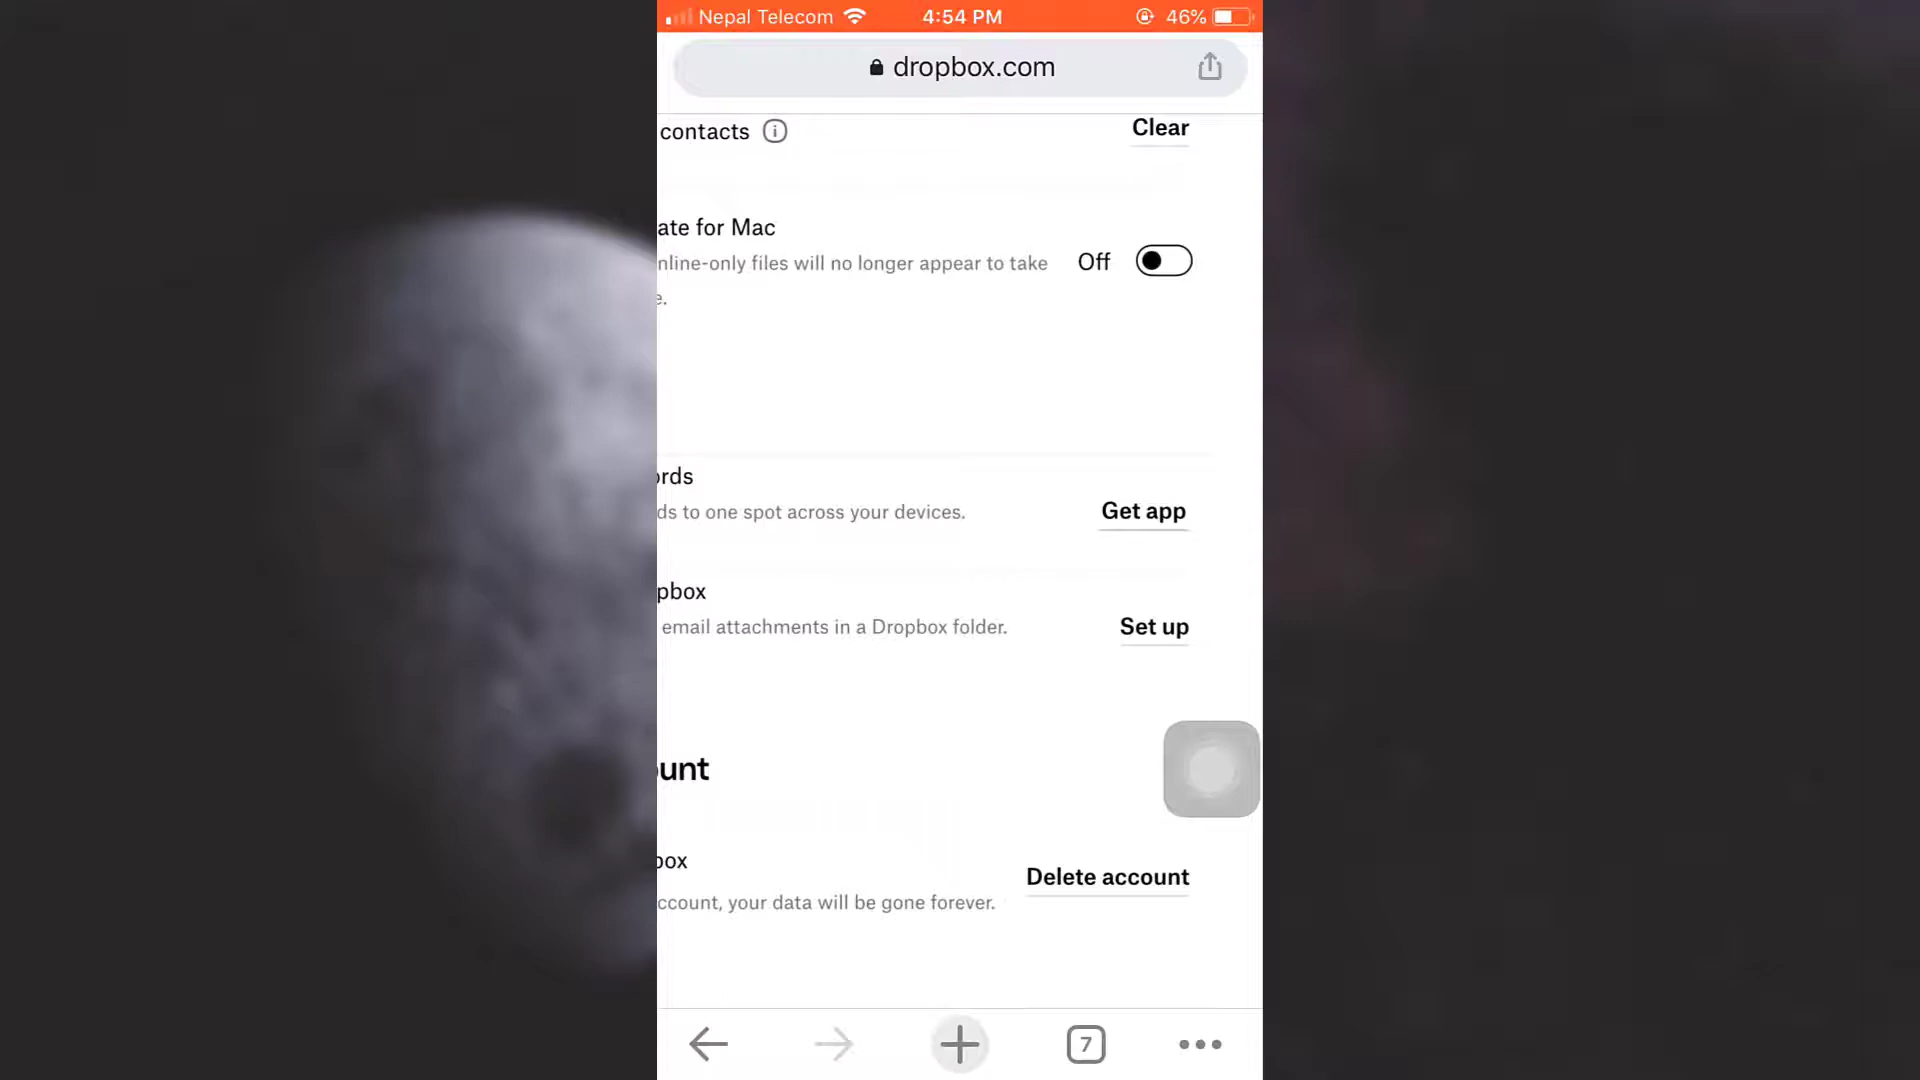 Nepal Telecom 4:54 PM 46%
dropbox.com
contacts Clear
ate for Mac
nline-only files will no longer appear to take Off
e.
ords
ds to one spot across your devices. Get app
pbox
email attachments in a Dropbox folder. Set up
ount
box
Delete account
ccount, your data will be gone forever.
7